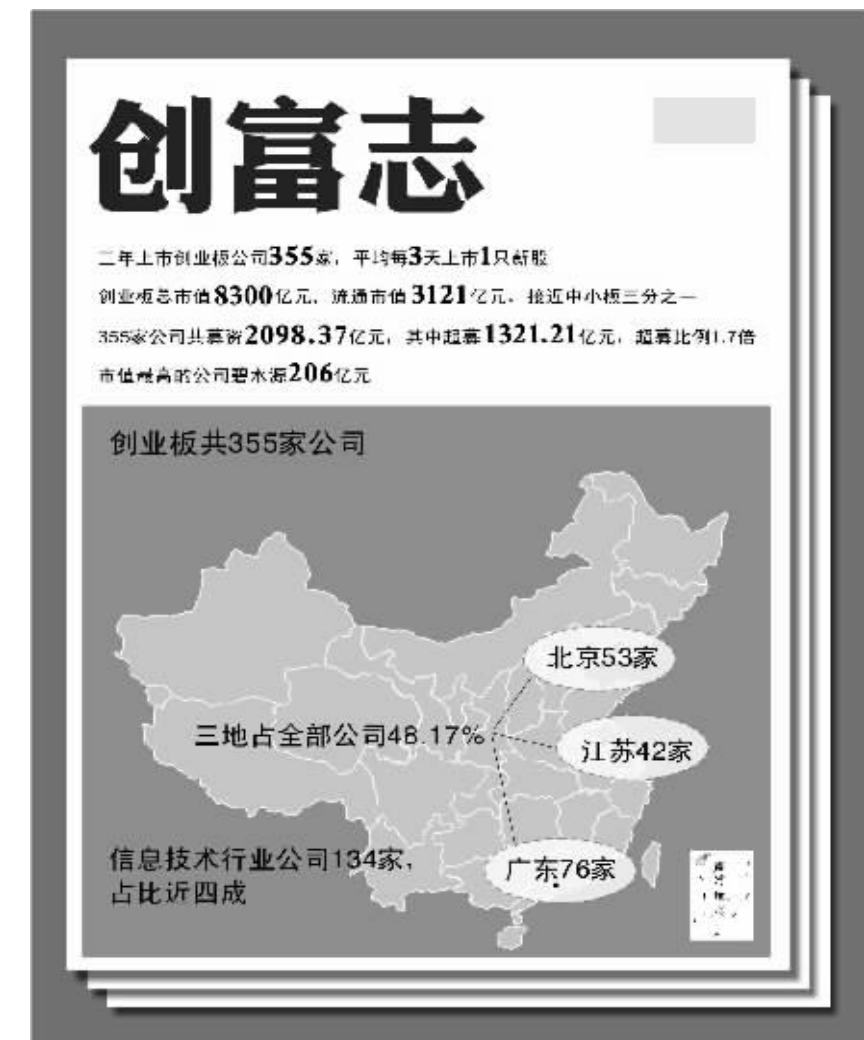 创富志
二年上市创业板公司355家，平均每3天上市1只新股
创业板总市值8300亿元，流通市值3121亿元，接近中小板三分之一
355家公司共募资2098.37亿元，其中超募1321.21亿元，超募比例1.7倍
市值最高的公司碧水源206亿元
创业板共355家公司
北京53家
三地占全部公司48.17%
江苏42家
信息技术行业公司134家，
占比近四成
广东76家